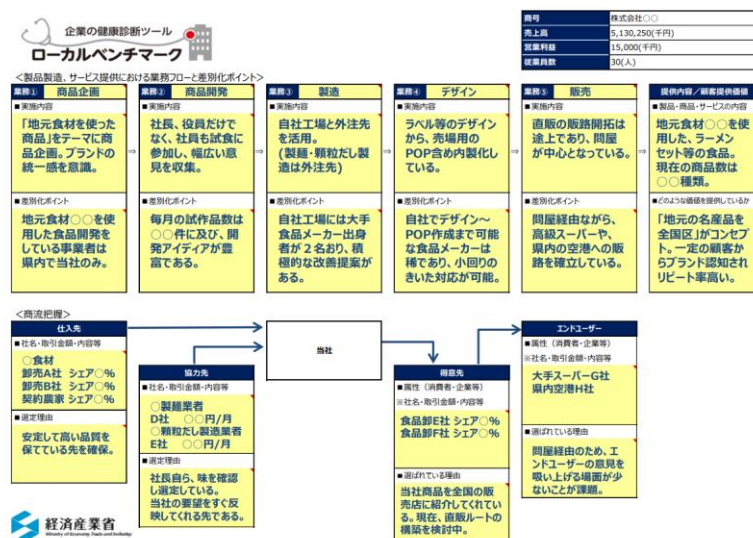 企業の健康診断ツール
ローカルベンチマーク
商号 株式会社○○
売上高 5,130,250(千円)
営業利益 15,000(千円)
従業員数 30(人)
<製品製造、サービス提供における業務フローと差別化ポイント>
業務① 商品企画
■実施内容
「地元食材を使った
商品」をテーマに商
品企画。ブランドの
統一感を意識。
■差別化ポイント
地元食材○○を使
用した食品開発を
している事業者は
県内で当社のみ。
⇒
業務② 商品開発
■実施内容
社長、役員だけで
なく、社員も試食に
参加し、幅広い意
見を収集。
■差別化ポイント
毎月の試作品数は
○○件に及び、開
発アイディアが豊
富である。
⇒
業務③ 製造
■実施内容
自社工場と外注先
を活用。
(製麺・顆粒だし製
造は外注先)
■差別化ポイント
自社工場には大手
食品メーカー出身
者が２名おり、積
極的な改善提案が
ある。
⇒
業務④ デザイン
■実施内容
ラベル等のデザイン
から、売場用の
POP含め内製化し
ている。
■差別化ポイント
自社でデザイン～
POP作成まで可能
な食品メーカーは
稀であり、小回りの
きいた対応が可能。
⇒
業務⑤ 販売
■実施内容
直販の販路開拓は
途上であり、問屋
が中心となっている。
■差別化ポイント
問屋経由ながら、
高級スーパーや、
県内の空港への販
路を確立している。
⇒
提供内容／顧客提供価値
■製品・商品・サービスの内容
地元食材○○を使
用した、ラーメン
セット等の食品。
現在の商品数は
○○種類。
■どのような価値を提供しているか
「地元の名産品を
全国区」がコンセプ
ト。一定の顧客か
らブランド認知され
リピート率高い。
<商流把握>
仕入先
■社名・取引金額・内容等
○食材
卸売A社 シェア○%
卸売B社 シェア○%
契約農家 シェア○%
■選定理由
安定して高い品質を
保てている先を確保。
協力先
■社名・取引金額・内容等
○製麺業者
D社 ○○円/月
○顆粒だし製造業者
E社 ○○円/月
■選定理由
社長自ら、味を確認
し選定している。
当社の要望をすぐ反
映してくれる先である。
当社
得意先
■属性（消費者・企業等）
※社名・取引金額・内容等
食品卸E社 シェア○%
食品卸F社 シェア○%
■選ばれている理由
当社商品を全国の販
売店に紹介してくれてい
る。現在、直販ルートの
構築を検討中。
エンドユーザー
■属性（消費者・企業等）
※社名・取引金額・内容等
大手スーパーG社
県内空港H社
■選ばれている理由
問屋経由のため、エ
ンドユーザーの意見を
吸い上げる場面が少
ないことが課題。
経済産業省
Ministry of Economy, Trade and Industry